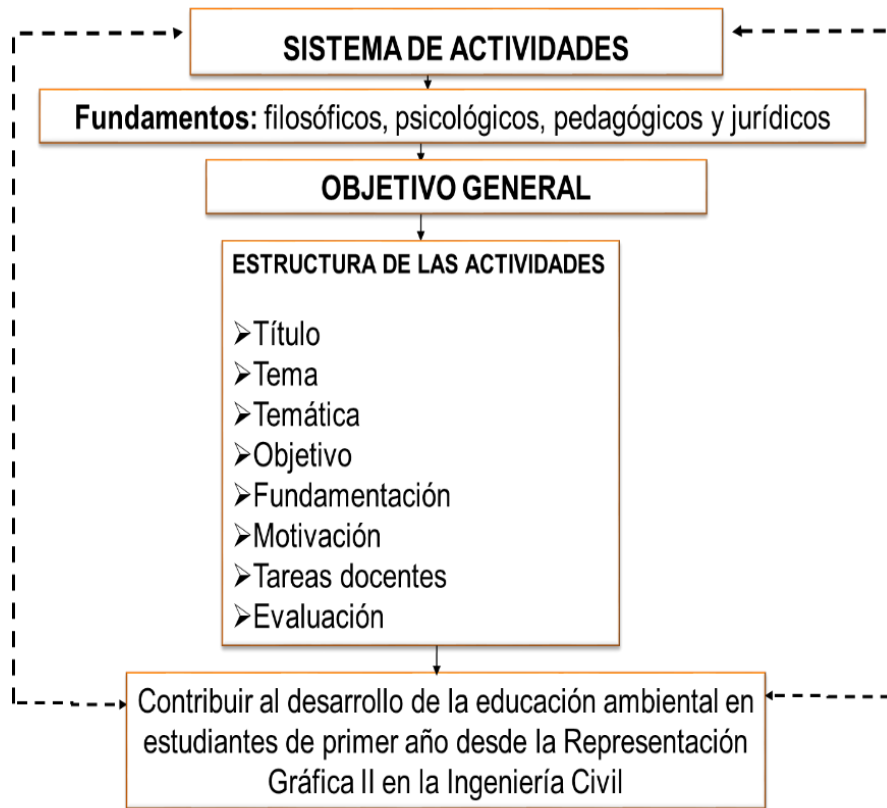 SISTEMA DE ACTIVIDADES
Fundamentos: filosóficos, psicológicos, pedagógicos y jurídicos
OBJETIVO GENERAL
ESTRUCTURA DE LAS ACTIVIDADES
➢Título
➢Tema
➢Temática
➢Objetivo
➢Fundamentación
➢Motivación
➢Tareas docentes
➢Evaluación
Contribuir al desarrollo de la educación ambiental en
estudiantes de primer año desde la Representación
Gráfica II en la Ingeniería Civil